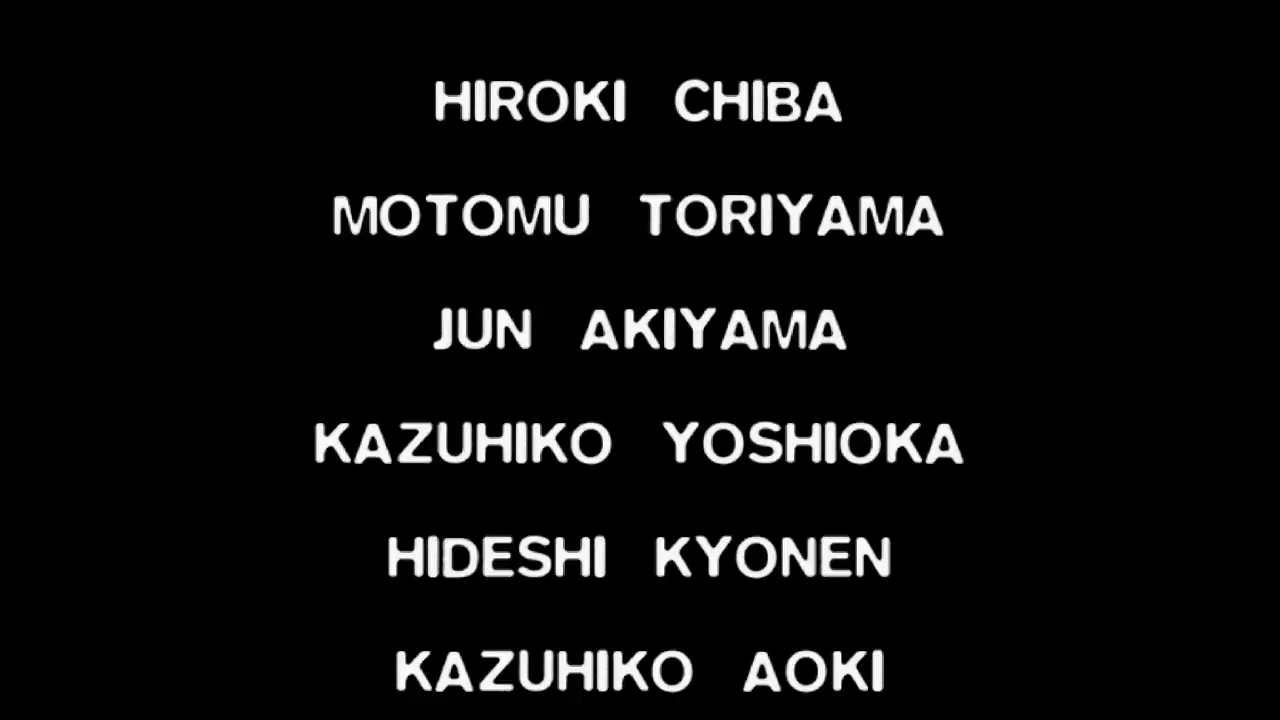 HIROKI CHIBA
MOTOMU TORIYAMA
JUN AKIYAMA
KAZUHIKO YOSHIOKA
HIDESHI KYONEN
KAZUHIKO AOKI